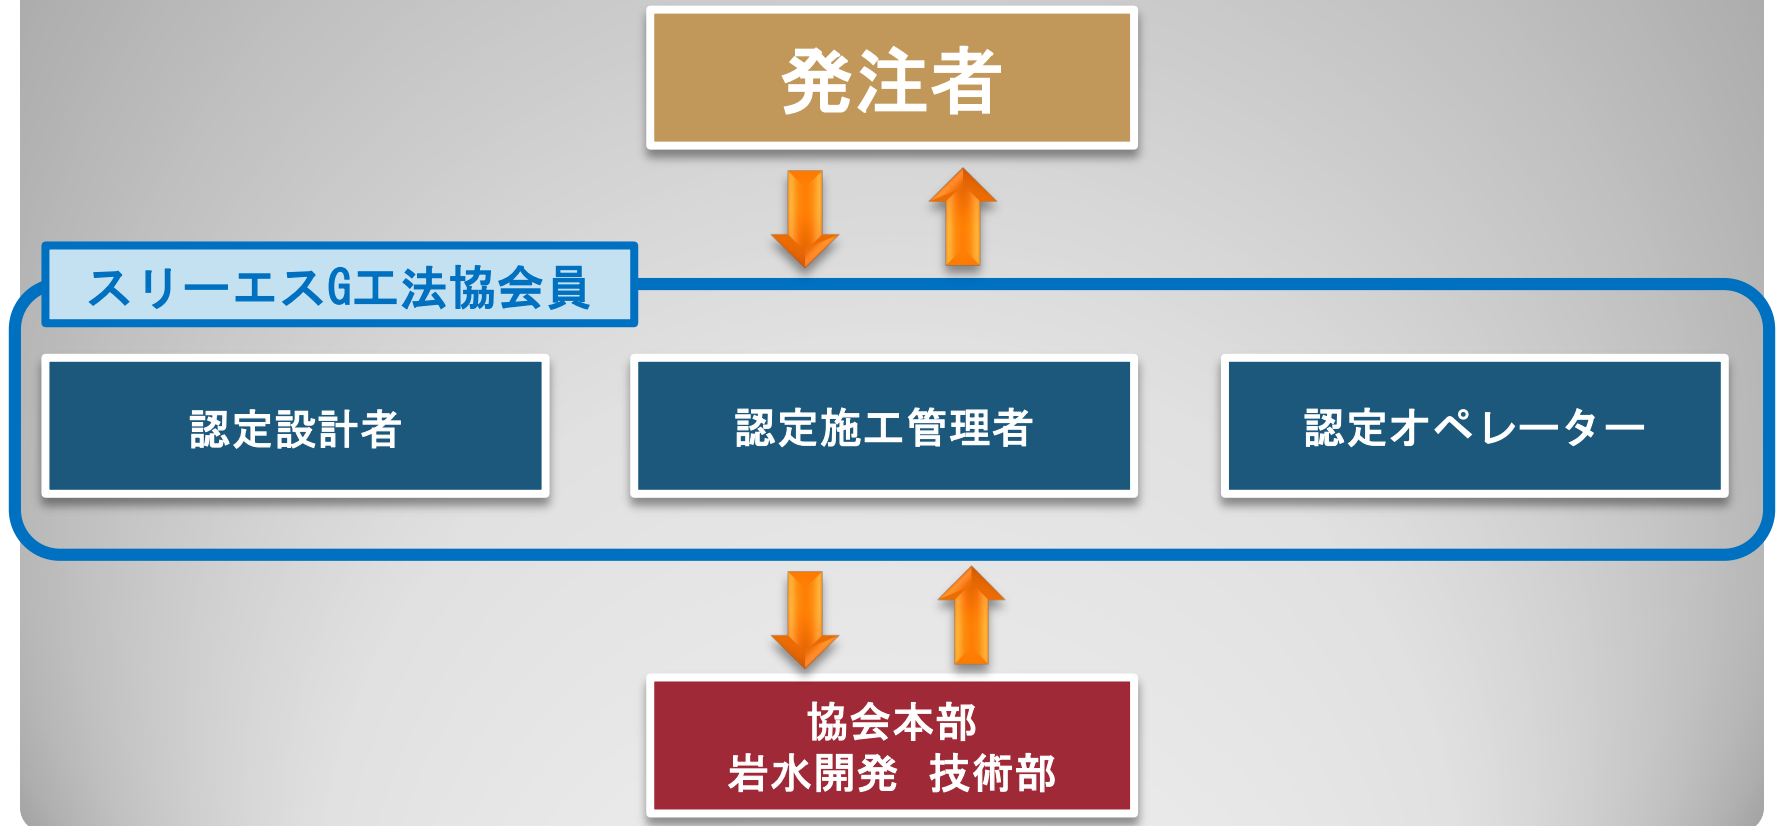 発注者
スリーエスG工法協会員
認定設計者
認定施工管理者
認定オペレーター
協会本部
岩水開発　技術部